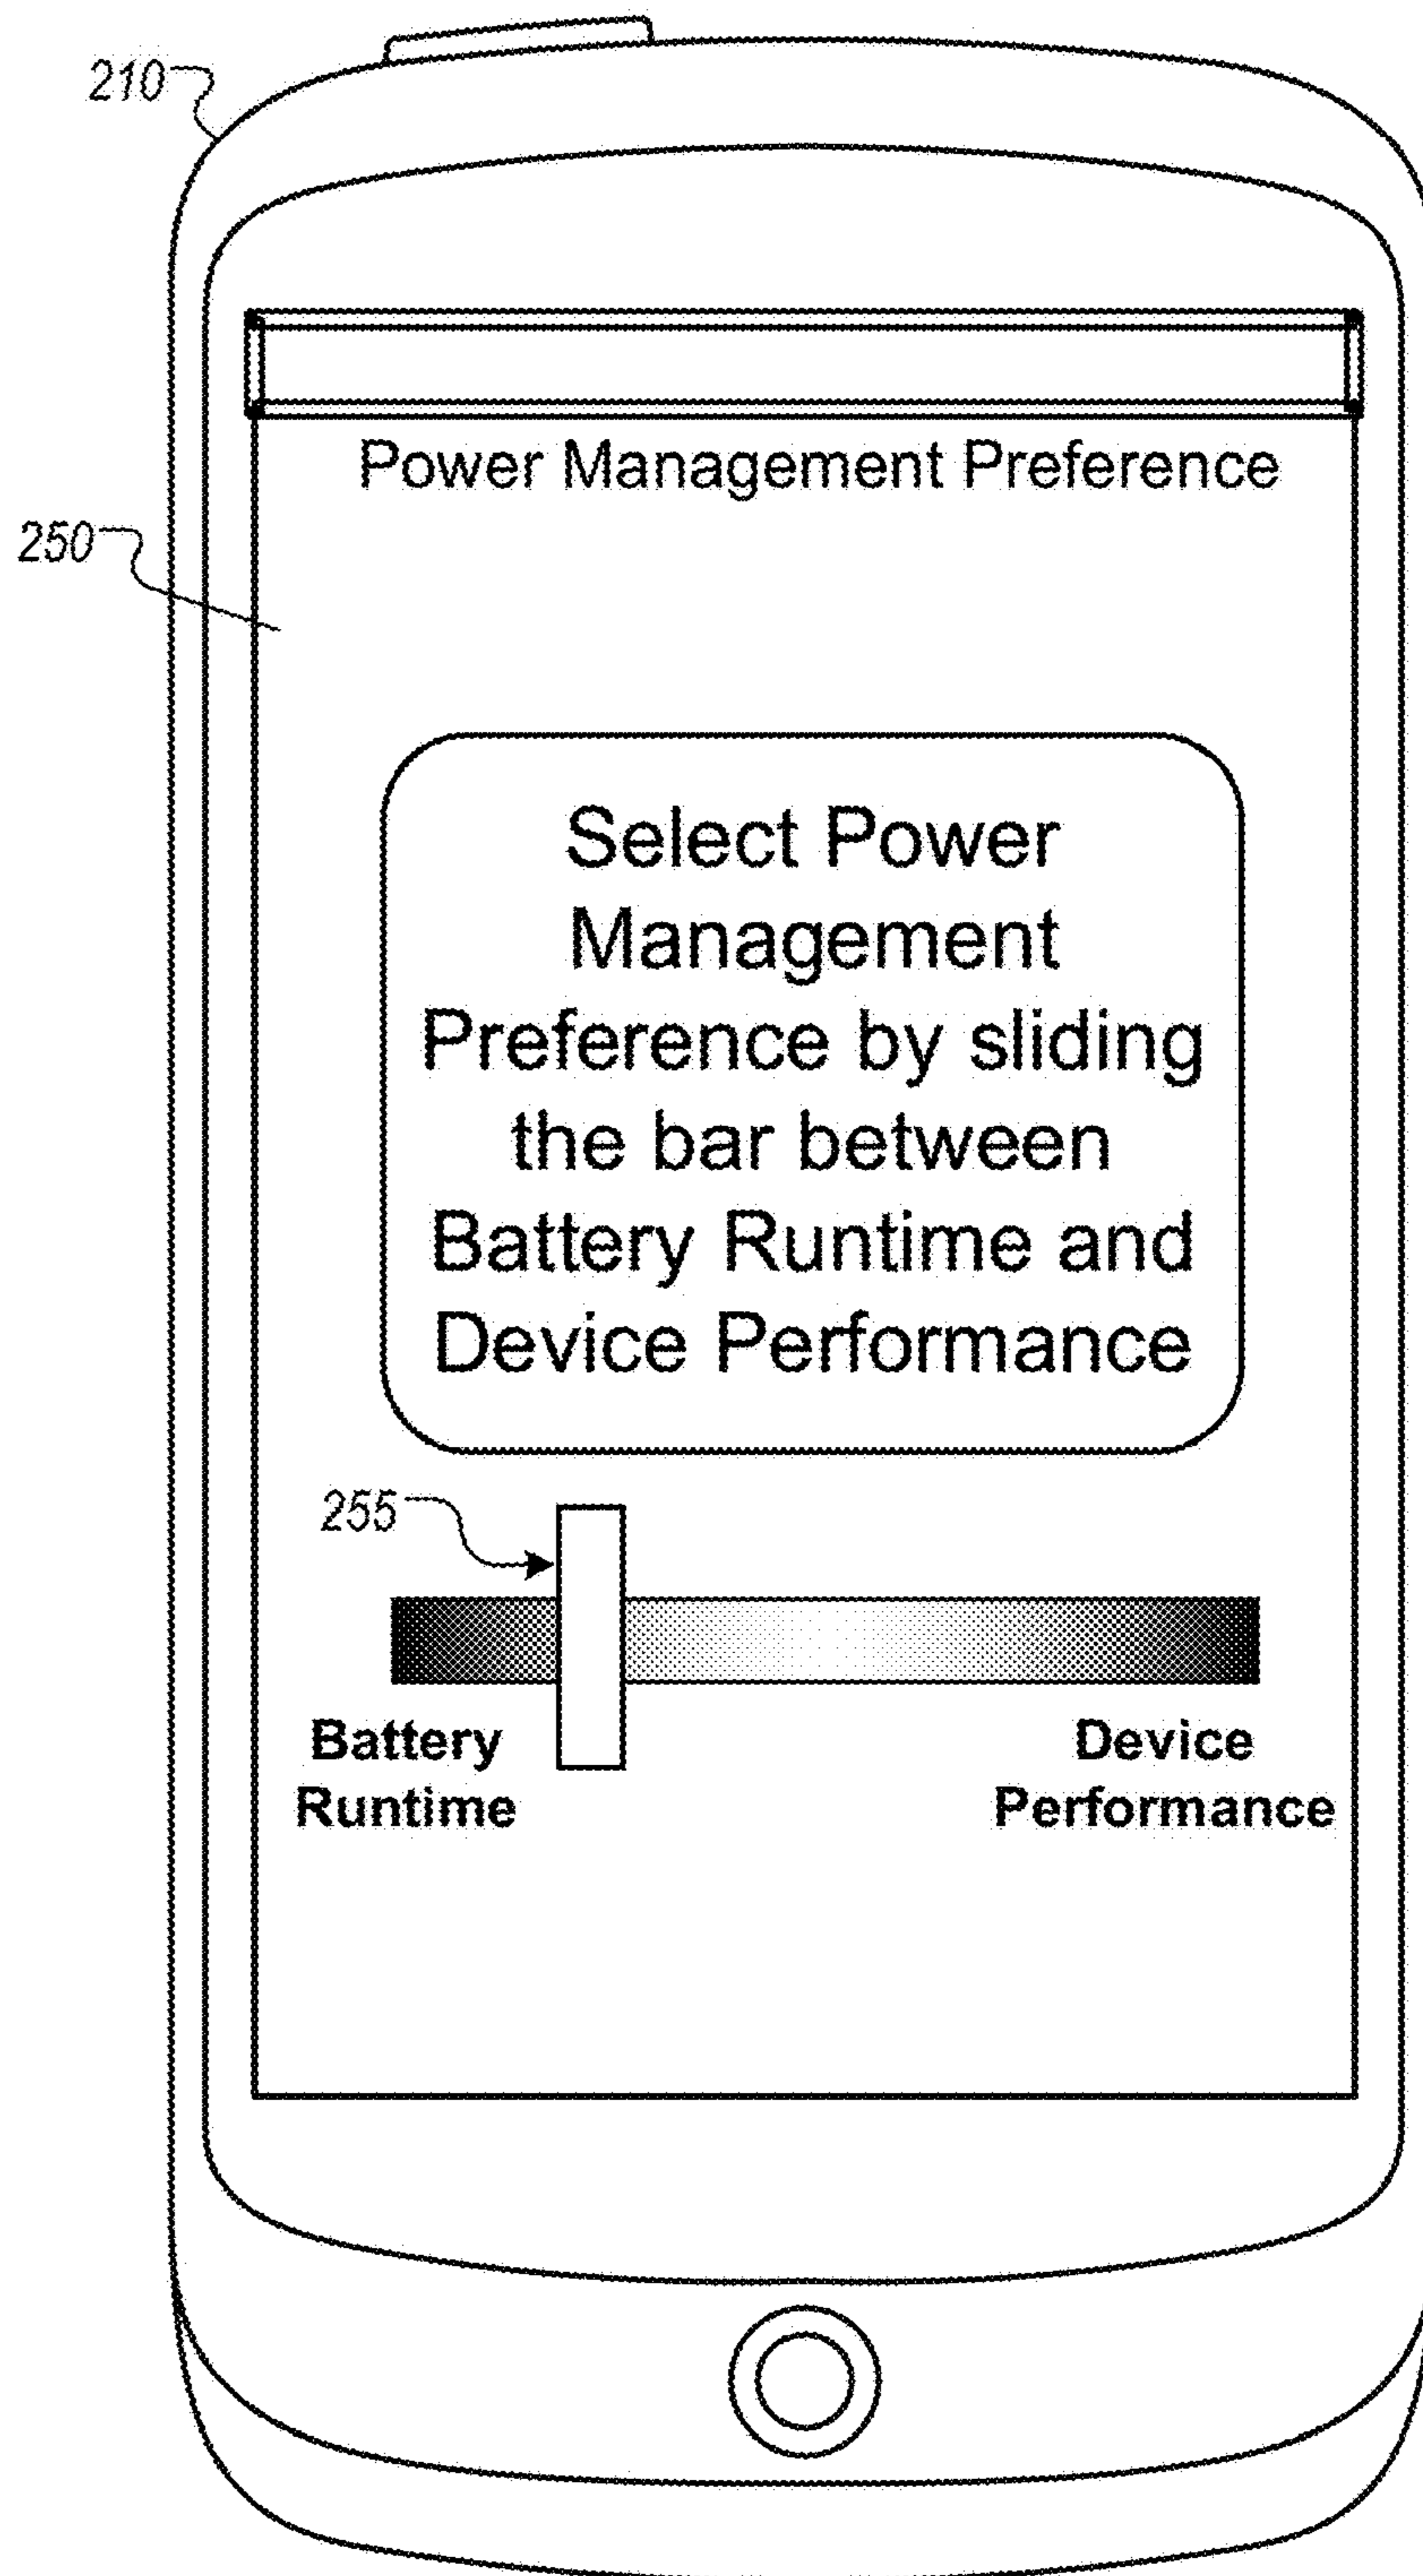 210
Power Management Preference
250
Select Power
Management
Preference by sliding
the bar between
Battery Runtime and
Device Performance
255
Battery
Runtime
Device
Performance